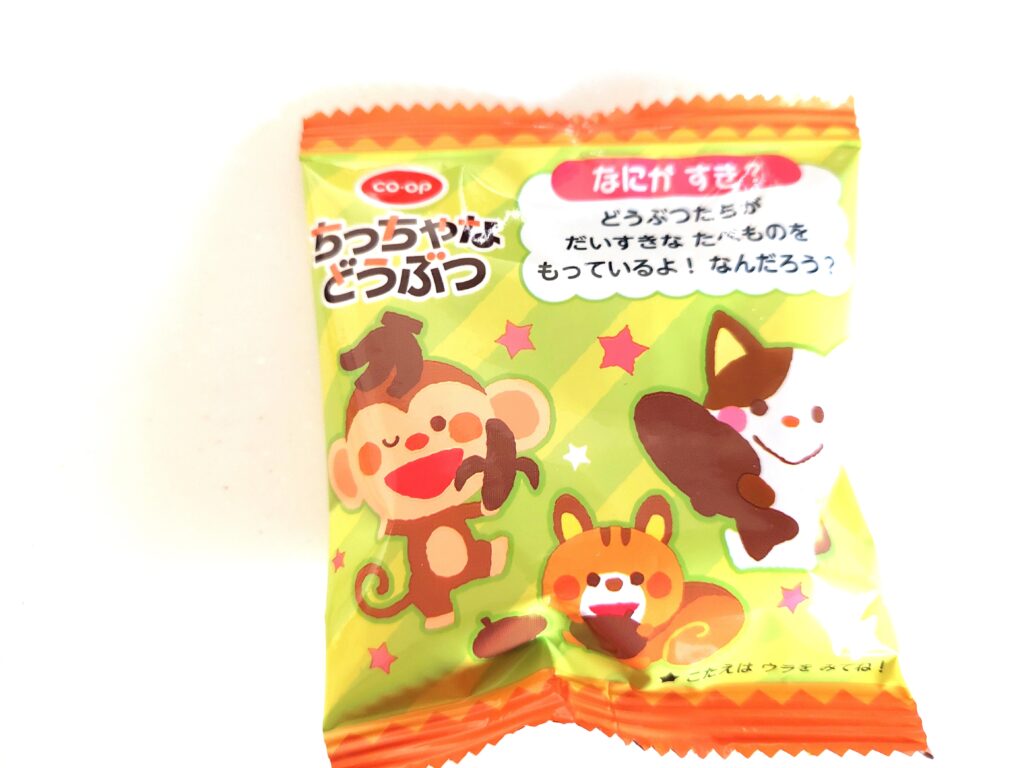 co-op
ちっちゃな
どうぶつ
なにが すき?
どうぶつたちが
だいすきな たべものを
もっているよ! なんだろう?
★ こたえは ウラを みてね!